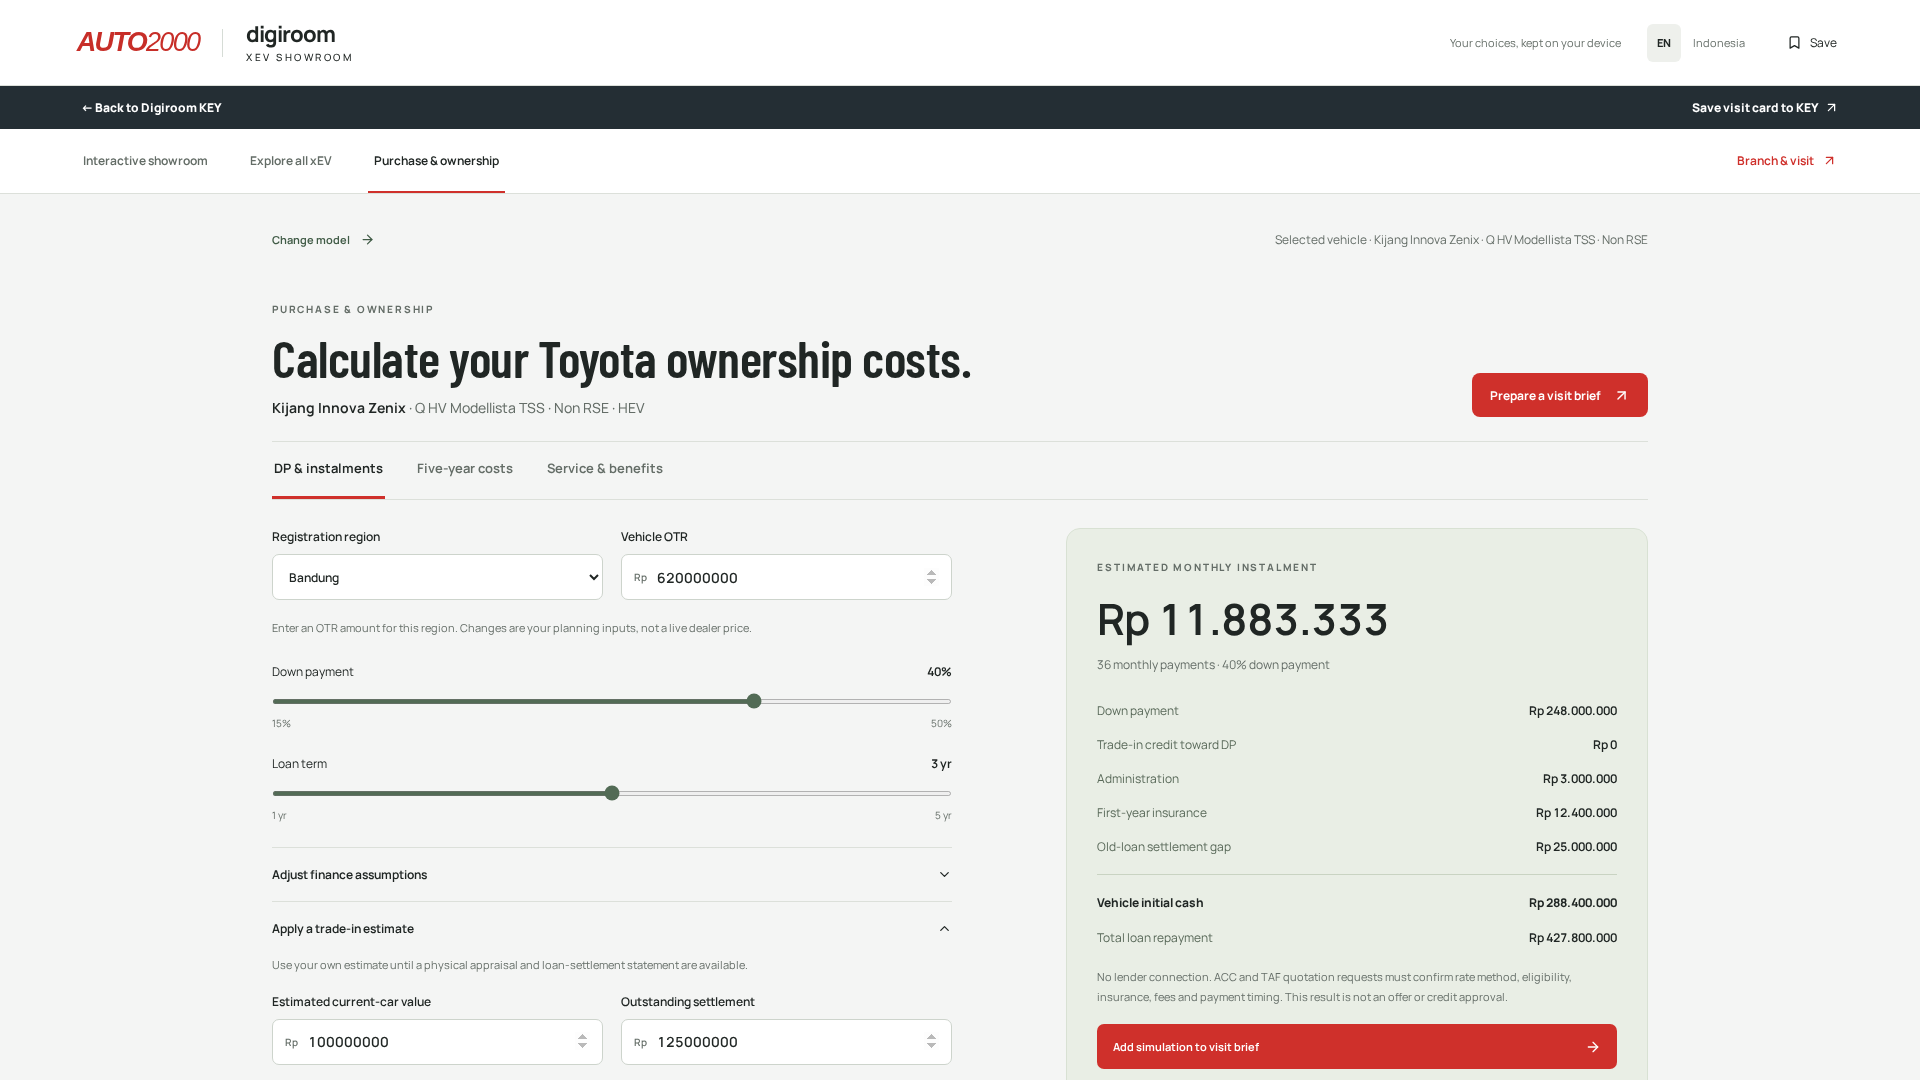 AUTO2000
digiroom
XEV SHOWROOM
Your choices, kept on your device
EN
Indonesia
Save
← Back to Digiroom KEY
Save visit card to KEY
Interactive showroom
Explore all xEV
Purchase & ownership
Branch & visit
Change model
Selected vehicle · Kijang Innova Zenix · Q HV Modellista TSS · Non RSE
PURCHASE & OWNERSHIP
Calculate your Toyota ownership costs.
Kijang Innova Zenix · Q HV Modellista TSS · Non RSE · HEV
Prepare a visit brief
DP & instalments
Five-year costs
Service & benefits
Registration region
Vehicle OTR
Bandung
Rp 620000000
Enter an OTR amount for this region. Changes are your planning inputs, not a live dealer price.
Down payment
40%
15%
50%
Loan term
3 yr
1 yr
5 yr
Adjust finance assumptions
Apply a trade-in estimate
Use your own estimate until a physical appraisal and loan-settlement statement are available.
Estimated current-car value
Outstanding settlement
Rp 100000000
Rp 125000000
ESTIMATED MONTHLY INSTALMENT
Rp 11.883.333
36 monthly payments · 40% down payment
Down payment
Rp 248.000.000
Trade-in credit toward DP
Rp 0
Administration
Rp 3.000.000
First-year insurance
Rp 12.400.000
Old-loan settlement gap
Rp 25.000.000
Vehicle initial cash
Rp 288.400.000
Total loan repayment
Rp 427.800.000
No lender connection. ACC and TAF quotation requests must confirm rate method, eligibility,
insurance, fees and payment timing. This result is not an offer or credit approval.
Add simulation to visit brief